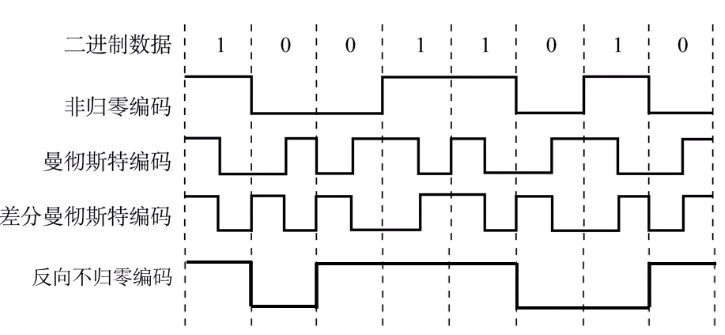 二进制数据 1 0 0 1 1 0 1 0
非归零编码
曼彻斯特编码
差分曼彻斯特编码
反向不归零编码